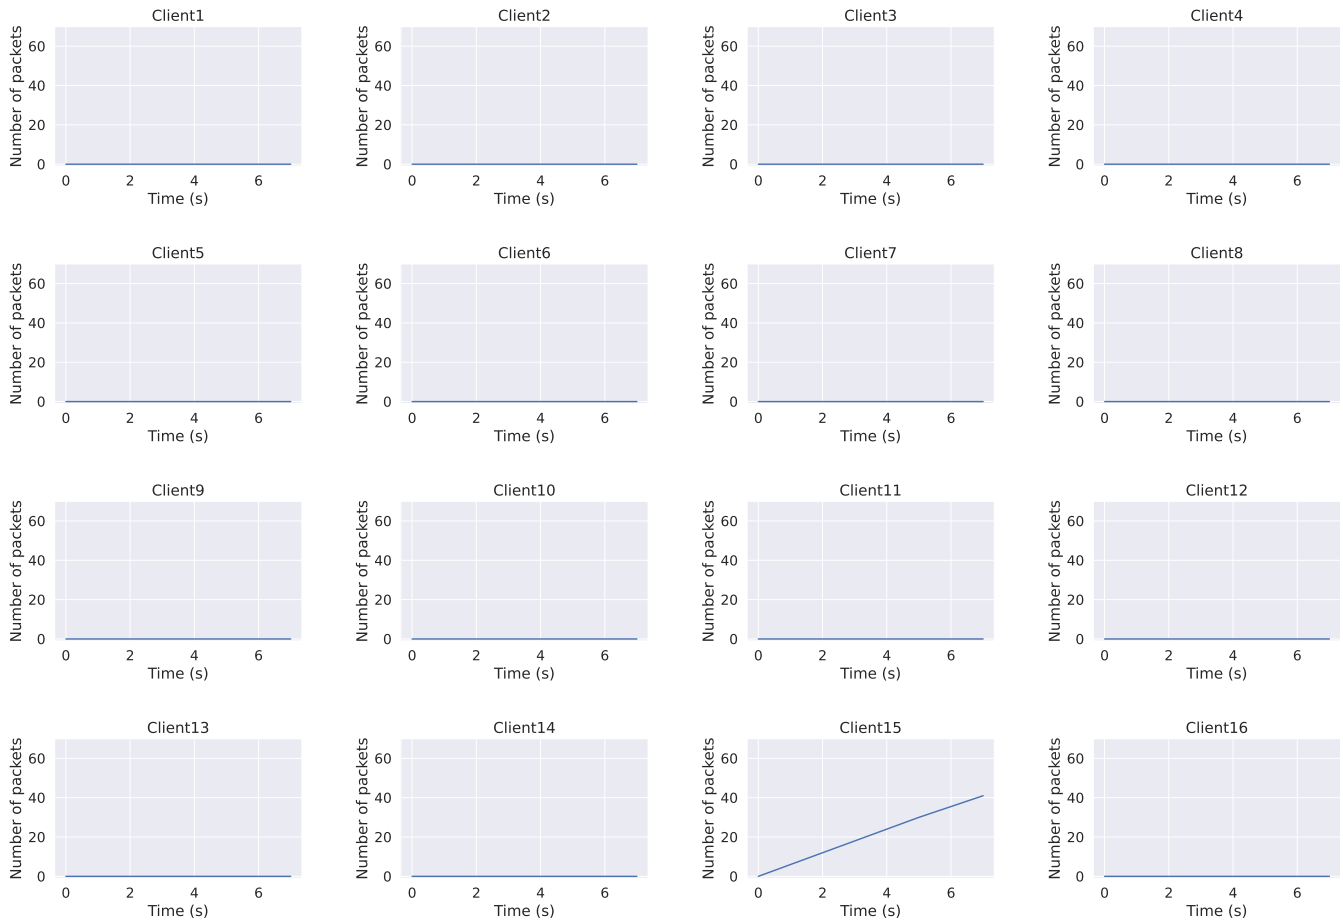 Client1
Number of packets
60
40
20
0
0 2 4 6
Time (s)
Client2
Number of packets
60
40
20
0
0 2 4 6
Time (s)
Client3
Number of packets
60
40
20
0
0 2 4 6
Time (s)
Client4
Number of packets
60
40
20
0
0 2 4 6
Time (s)
Client5
Number of packets
60
40
20
0
0 2 4 6
Time (s)
Client6
Number of packets
60
40
20
0
0 2 4 6
Time (s)
Client7
Number of packets
60
40
20
0
0 2 4 6
Time (s)
Client8
Number of packets
60
40
20
0
0 2 4 6
Time (s)
Client9
Number of packets
60
40
20
0
0 2 4 6
Time (s)
Client10
Number of packets
60
40
20
0
0 2 4 6
Time (s)
Client11
Number of packets
60
40
20
0
0 2 4 6
Time (s)
Client12
Number of packets
60
40
20
0
0 2 4 6
Time (s)
Client13
Number of packets
60
40
20
0
0 2 4 6
Time (s)
Client14
Number of packets
60
40
20
0
0 2 4 6
Time (s)
Client15
Number of packets
60
40
20
0
0 2 4 6
Time (s)
Client16
Number of packets
60
40
20
0
0 2 4 6
Time (s)